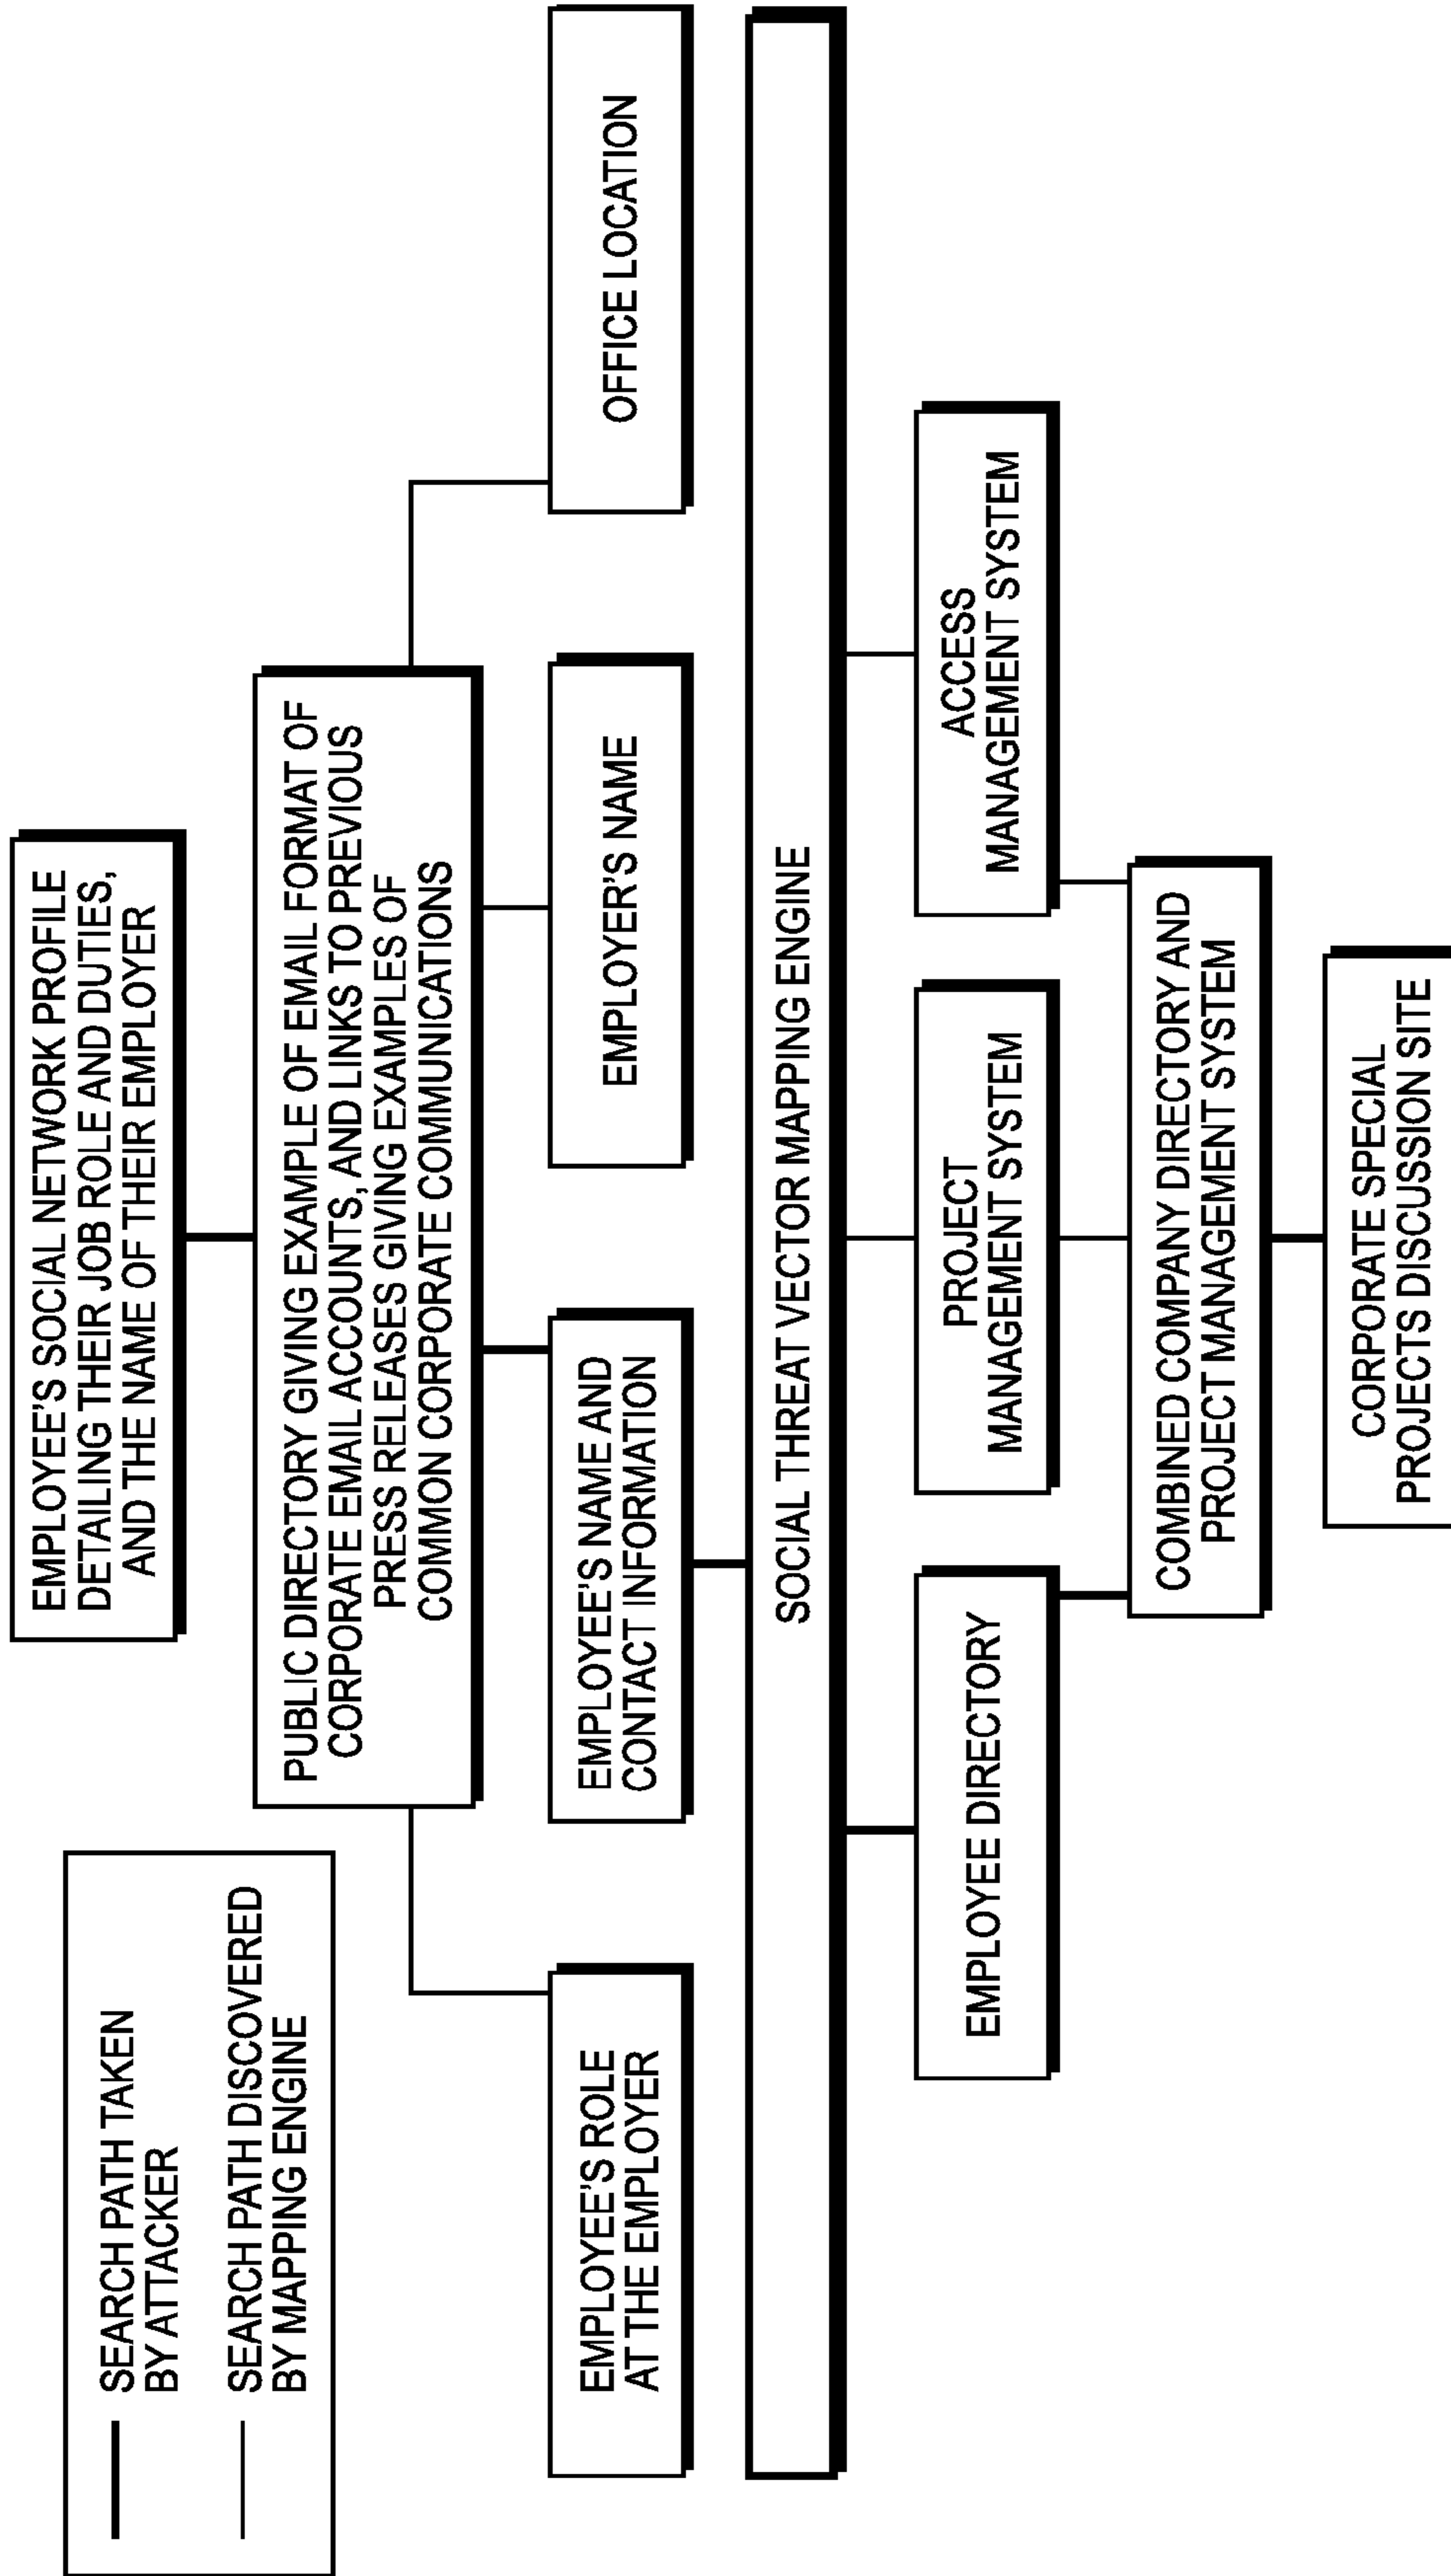 SEARCH PATH TAKEN
BY ATTACKER
SEARCH PATH DISCOVERED
BY MAPPING ENGINE
EMPLOYEE'S SOCIAL NETWORK PROFILE
DETAILING THEIR JOB ROLE AND DUTIES,
AND THE NAME OF THEIR EMPLOYER
PUBLIC DIRECTORY GIVING EXAMPLE OF EMAIL FORMAT OF
CORPORATE EMAIL ACCOUNTS, AND LINKS TO PREVIOUS
PRESS RELEASES GIVING EXAMPLES OF
COMMON CORPORATE COMMUNICATIONS
EMPLOYEE'S ROLE
AT THE EMPLOYER
EMPLOYEE'S NAME AND
CONTACT INFORMATION
EMPLOYER'S NAME
OFFICE LOCATION
SOCIAL THREAT VECTOR MAPPING ENGINE
EMPLOYEE DIRECTORY
PROJECT
MANAGEMENT SYSTEM
ACCESS
MANAGEMENT SYSTEM
COMBINED COMPANY DIRECTORY AND
PROJECT MANAGEMENT SYSTEM
CORPORATE SPECIAL
PROJECTS DISCUSSION SITE